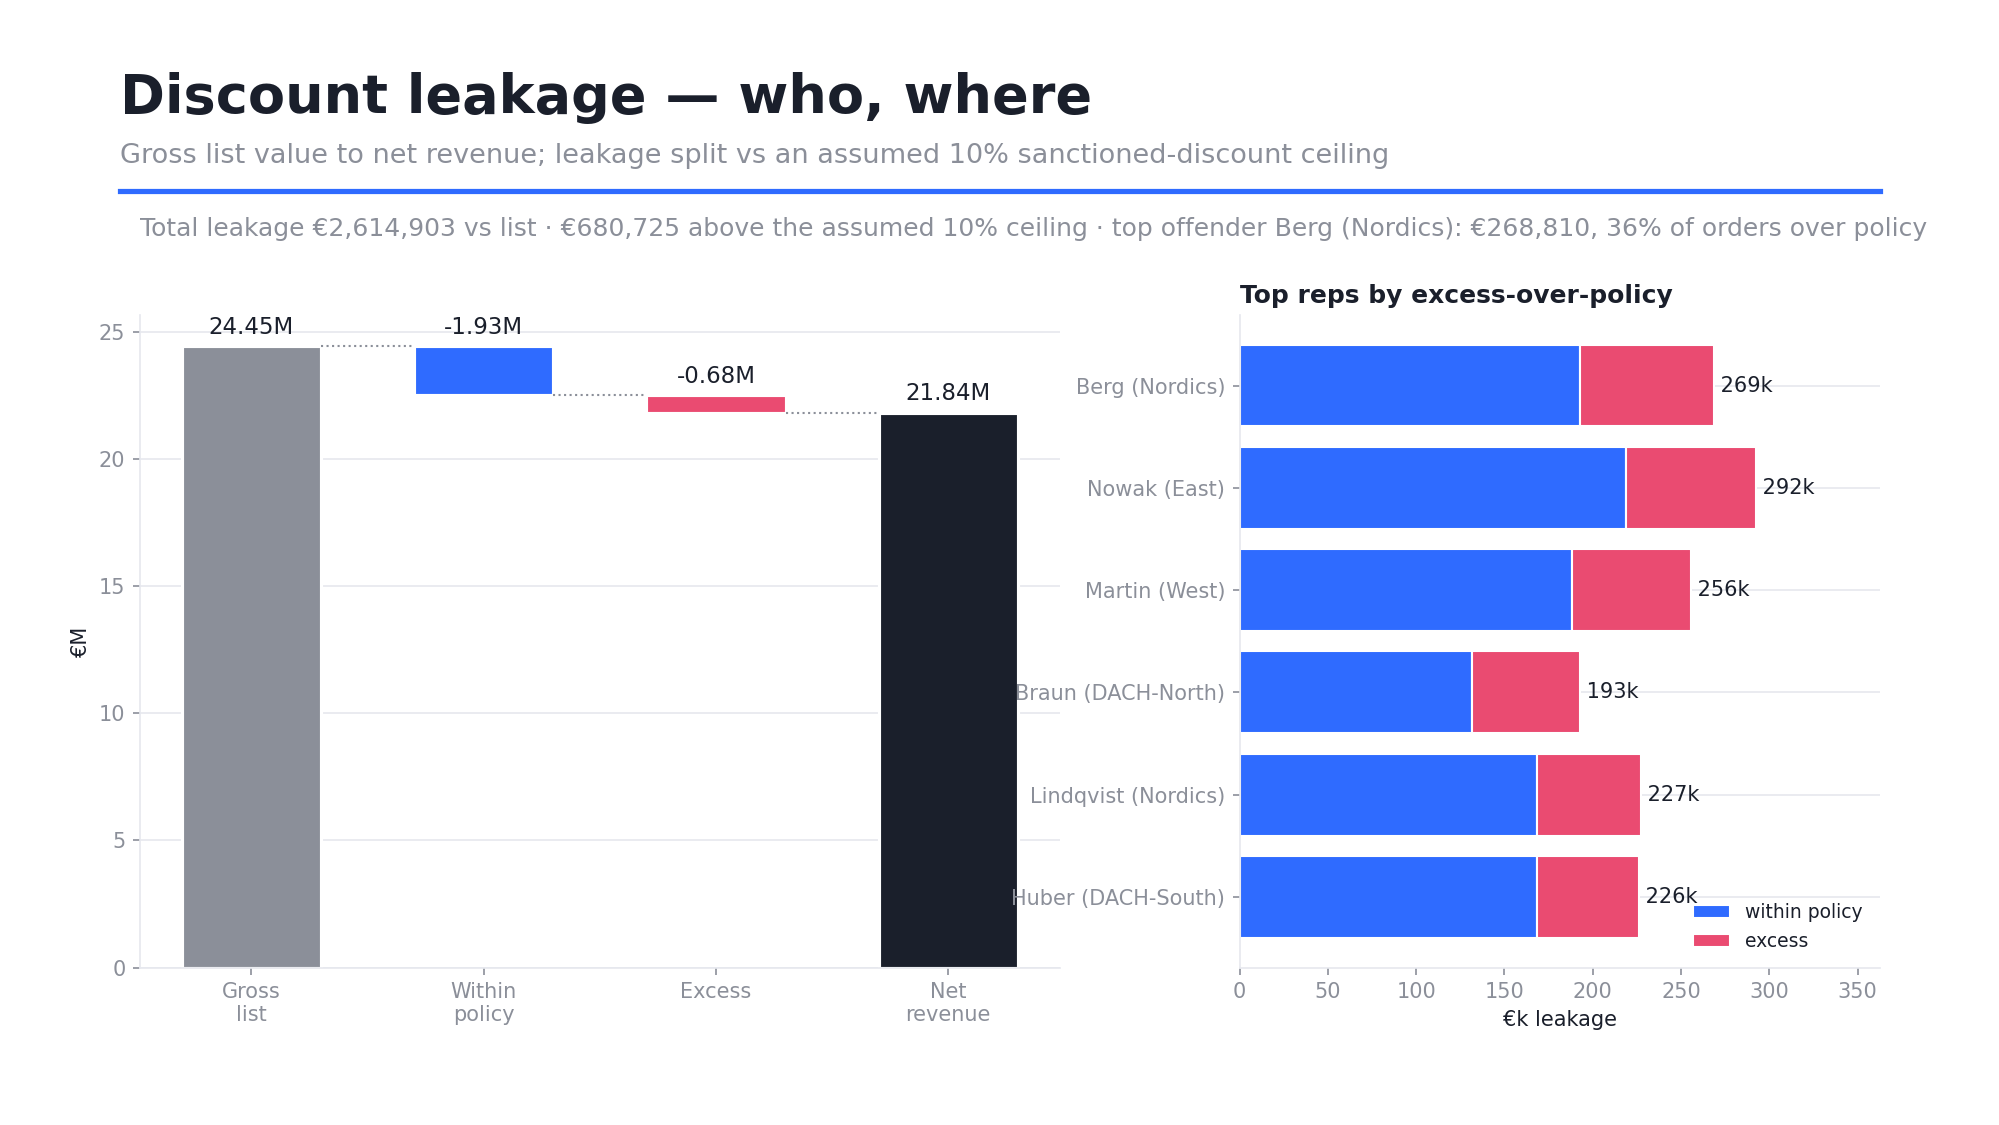 Discount leakage — who, where
Gross list value to net revenue; leakage split vs an assumed 10% sanctioned-discount ceiling
Total leakage €2,614,903 vs list · €680,725 above the assumed 10% ceiling · top offender Berg (Nordics): €268,810, 36% of orders over policy
€M
25
20
15
10
5
0
24.45M
-1.93M
-0.68M
21.84M
Gross
list
Within
policy
Excess
Net
revenue
Top reps by excess-over-policy
Berg (Nordics)
269k
Nowak (East)
292k
Martin (West)
256k
Braun (DACH-North)
193k
Lindqvist (Nordics)
227k
Huber (DACH-South)
226k
within policy
excess
0
50
100
150
200
250
300
350
€k leakage